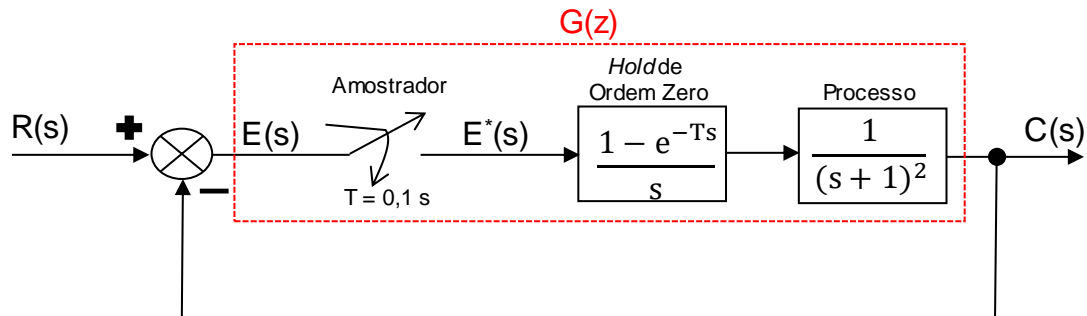 G(z)
Amostrador
Hold de
Ordem Zero
Processo
R(s)
+
E(s)
E*(s)
1 − e^{−Ts}
s
1
(s + 1)²
C(s)
−
T = 0,1 s